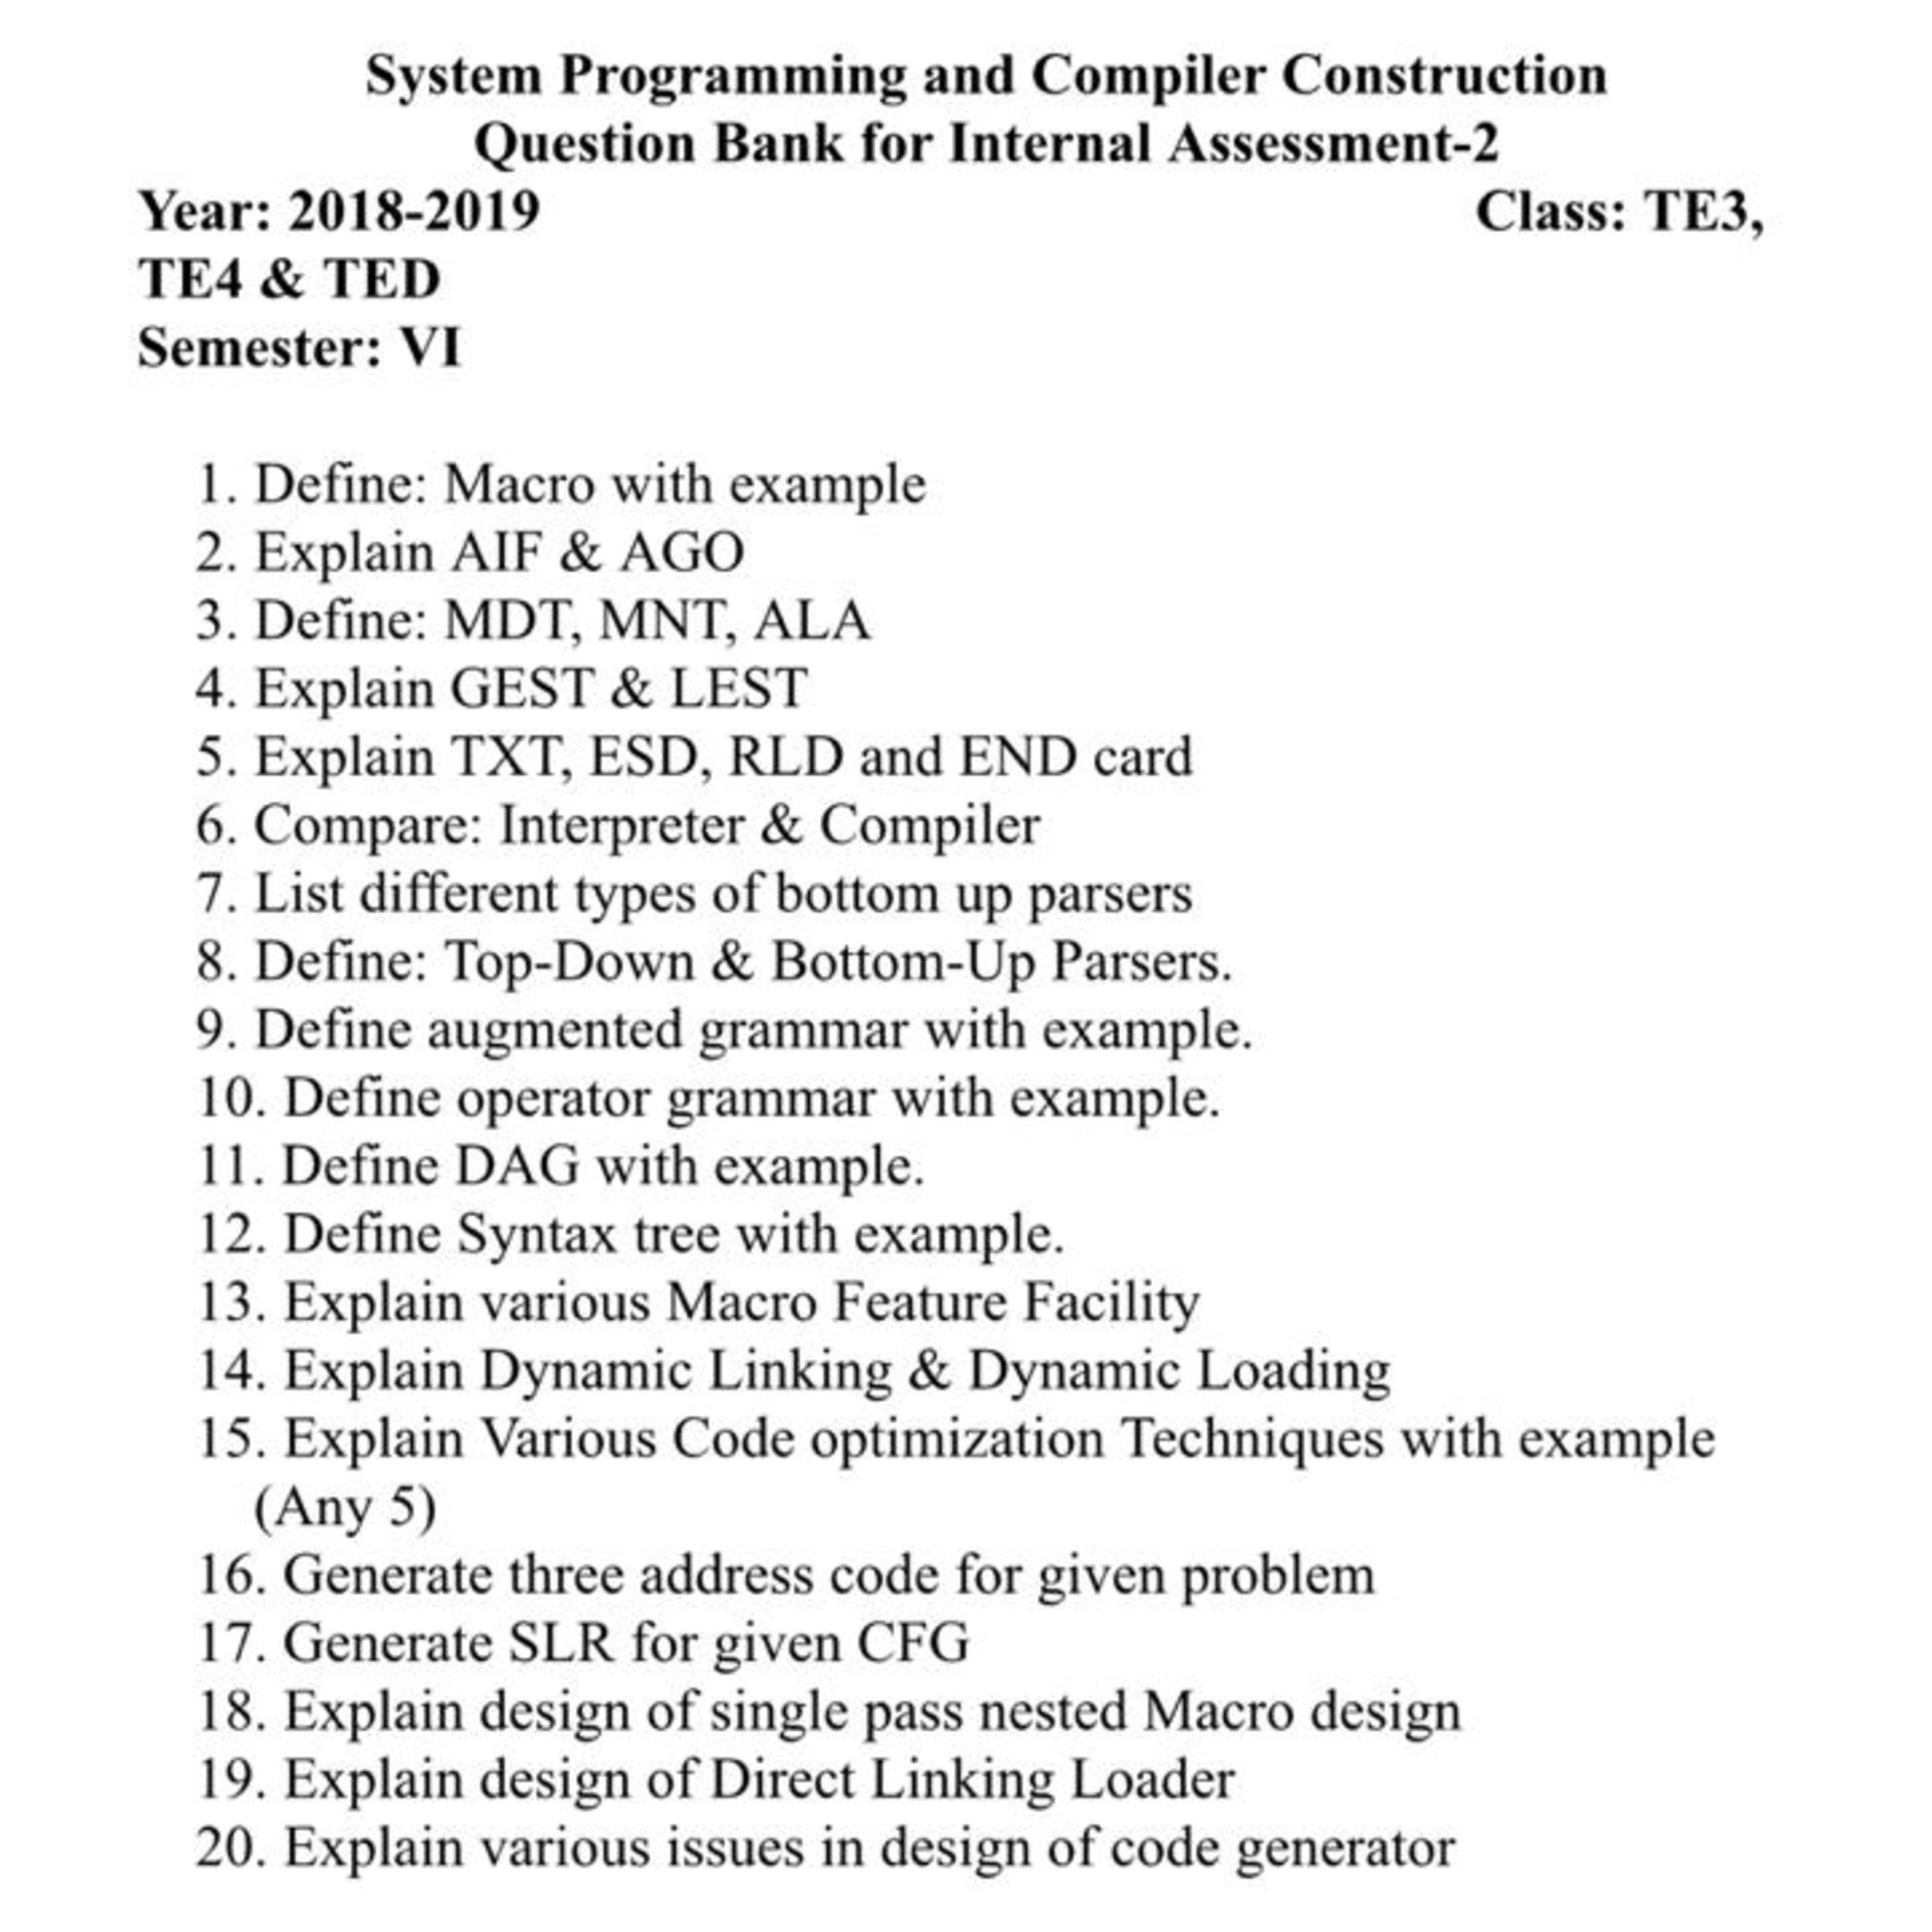 System Programming and Compiler Construction
Question Bank for Internal Assessment-2
Year: 2018-2019 Class: TE3,
TE4 & TED
Semester: VI
1. Define: Macro with example
2. Explain AIF & AGO
3. Define: MDT, MNT, ALA
4. Explain GEST & LEST
5. Explain TXT, ESD, RLD and END card
6. Compare: Interpreter & Compiler
7. List different types of bottom up parsers
8. Define: Top-Down & Bottom-Up Parsers.
9. Define augmented grammar with example.
10. Define operator grammar with example.
11. Define DAG with example.
12. Define Syntax tree with example.
13. Explain various Macro Feature Facility
14. Explain Dynamic Linking & Dynamic Loading
15. Explain Various Code optimization Techniques with example
(Any 5)
16. Generate three address code for given problem
17. Generate SLR for given CFG
18. Explain design of single pass nested Macro design
19. Explain design of Direct Linking Loader
20. Explain various issues in design of code generator